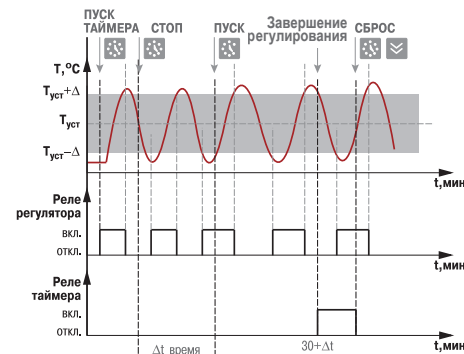 ПУСК ТАЙМЕРА
СТОП
ПУСК
Завершение регулирования
СБРОС
T,°C
Tуст+Δ
Tуст
Tуст−Δ
t,мин
Реле регулятора
вкл.
откл.
t,мин
Реле таймера
вкл.
откл.
t,мин
Δt время
30+Δt